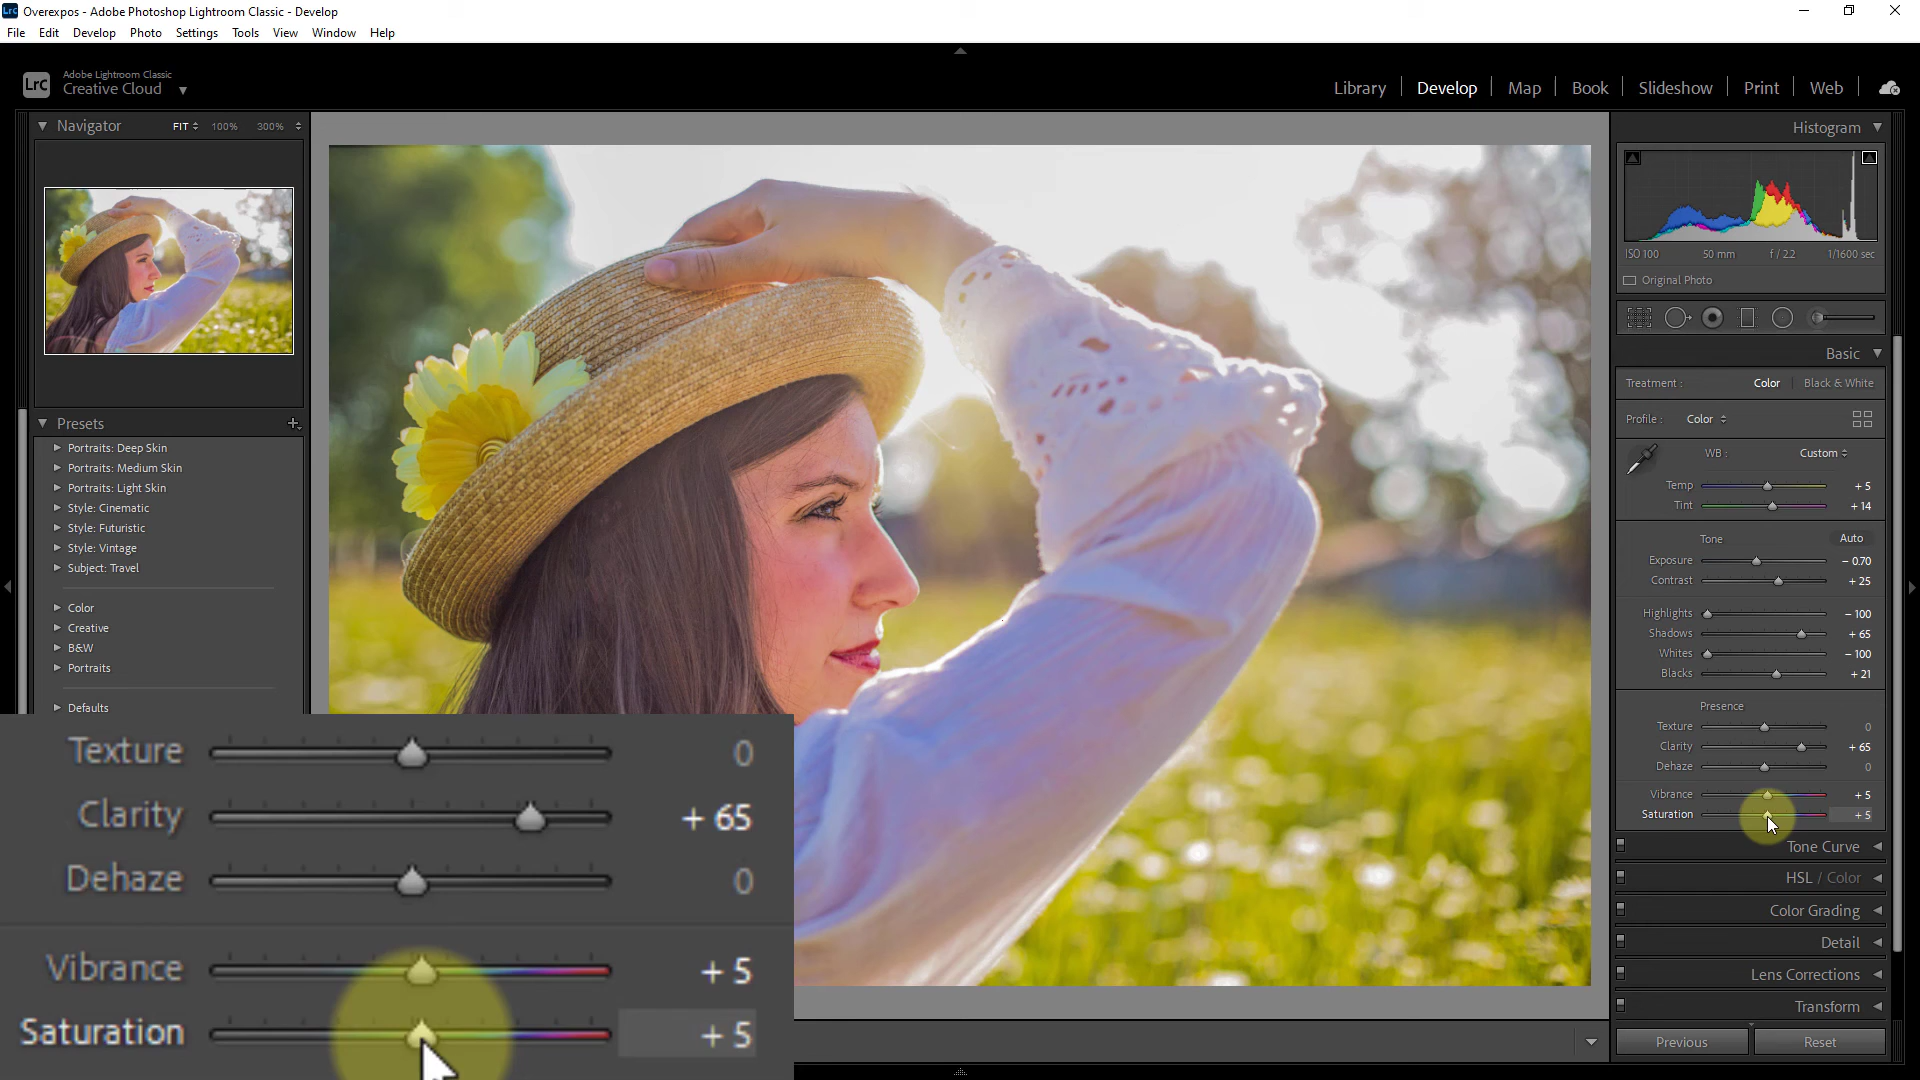 Lrc Overexpos - Adobe Photoshop Lightroom Classic - Develop
File Edit Develop Photo Settings Tools View Window Help
LrC Adobe Lightroom Classic
Creative Cloud
Library Develop Map Book Slideshow Print Web
Navigator FIT 100% 300%
Presets
Portraits: Deep Skin
Portraits: Medium Skin
Portraits: Light Skin
Style: Cinematic
Style: Futuristic
Style: Vintage
Subject: Travel
Color
Creative
B&W
Portraits
Defaults
Texture 0
Clarity + 65
Dehaze 0
Vibrance + 5
Saturation + 5
Histogram
ISO 100 50 mm f / 2.2 1/1600 sec
Original Photo
Basic
Treatment : Color Black & White
Profile : Color
WB : Custom
Temp + 5
Tint + 14
Tone Auto
Exposure − 0.70
Contrast + 25
Highlights − 100
Shadows + 65
Whites − 100
Blacks + 21
Presence
Texture 0
Clarity + 65
Dehaze 0
Vibrance + 5
Saturation + 5
Tone Curve
HSL / Color
Color Grading
Detail
Lens Corrections
Transform
Previous Reset